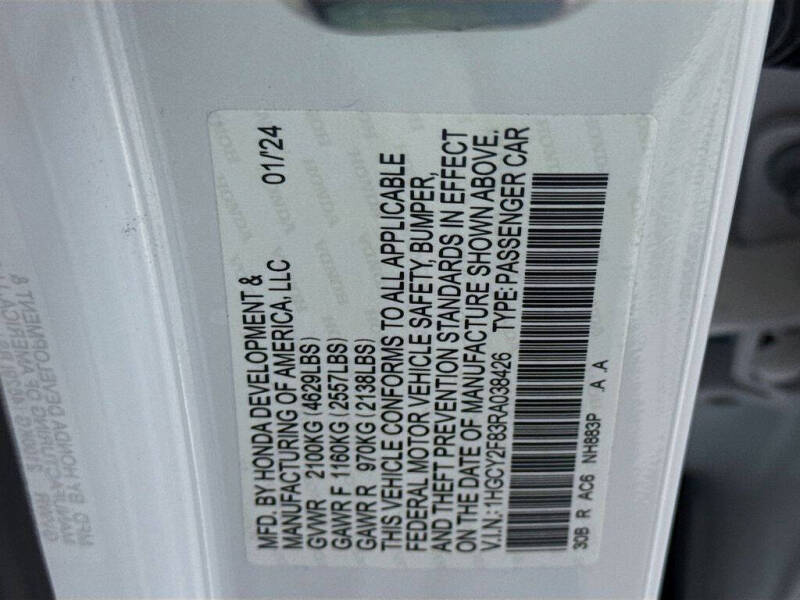 MFD. BY HONDA DEVELOPMENT &
MANUFACTURING OF AMERICA, LLC 01/'24
GVWR 2100KG (4629LBS)
GAWR F 1160KG (2557LBS)
GAWR R 970KG (2138LBS)
THIS VEHICLE CONFORMS TO ALL APPLICABLE
FEDERAL MOTOR VEHICLE SAFETY, BUMPER,
AND THEFT PREVENTION STANDARDS IN EFFECT
ON THE DATE OF MANUFACTURE SHOWN ABOVE.
V.I.N.: 1HGCY2F83RA038426 TYPE: PASSENGER CAR
30B R AC6 NH883P .A .A